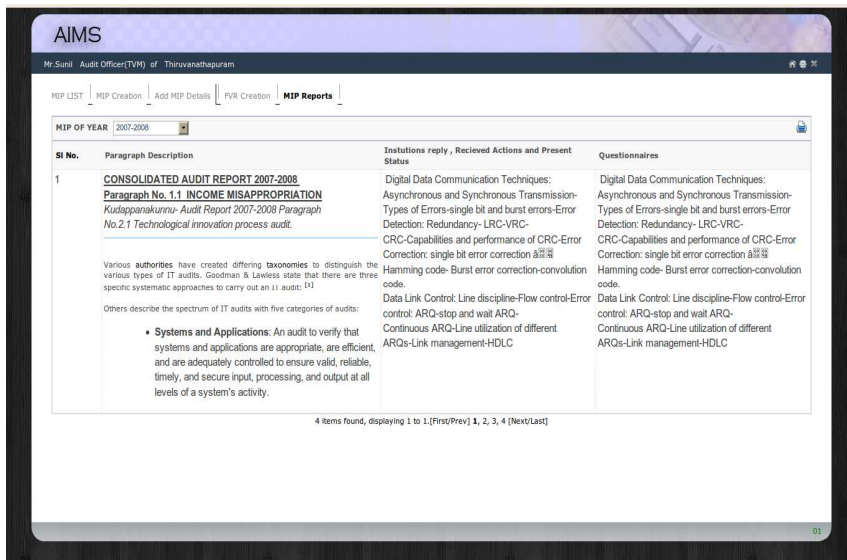 AIMS
Mr.Sunil Audit Officer(TVM) of Thiruvanathapuram
MIP LIST MIP Creation Add MIP Details FVR Creation MIP Reports
MIP OF YEAR 2007-2008
Sl No. Paragraph Description Instutions reply , Recieved Actions and Present Status Questionnaires
1
CONSOLIDATED AUDIT REPORT 2007-2008
Paragraph No. 1.1 INCOME MISAPPROPRIATION
Kudappanakunnu- Audit Report 2007-2008 Paragraph
No.2.1 Technological innovation process audit.
Various authorities have created differing taxonomies to distinguish the
various types of IT audits. Goodman & Lawless state that there are three
specific systematic approaches to carry out an IT audit: [1]
Others describe the spectrum of IT audits with five categories of audits:
• Systems and Applications: An audit to verify that
systems and applications are appropriate, are efficient,
and are adequately controlled to ensure valid, reliable,
timely, and secure input, processing, and output at all
levels of a system's activity.
Digital Data Communication Techniques:
Asynchronous and Synchronous Transmission-
Types of Errors-single bit and burst errors-Error
Detection: Redundancy- LRC-VRC-
CRC-Capabilities and performance of CRC-Error
Correction: single bit error correction â
Hamming code- Burst error correction-convolution
code.
Data Link Control: Line discipline-Flow control-Error
control: ARQ-stop and wait ARQ-
Continuous ARQ-Line utilization of different
ARQs-Link management-HDLC
Digital Data Communication Techniques:
Asynchronous and Synchronous Transmission-
Types of Errors-single bit and burst errors-Error
Detection: Redundancy- LRC-VRC-
CRC-Capabilities and performance of CRC-Error
Correction: single bit error correction â
Hamming code- Burst error correction-convolution
code.
Data Link Control: Line discipline-Flow control-Error
control: ARQ-stop and wait ARQ-
Continuous ARQ-Line utilization of different
ARQs-Link management-HDLC
4 items found, displaying 1 to 1.[First/Prev] 1, 2, 3, 4 [Next/Last]
01